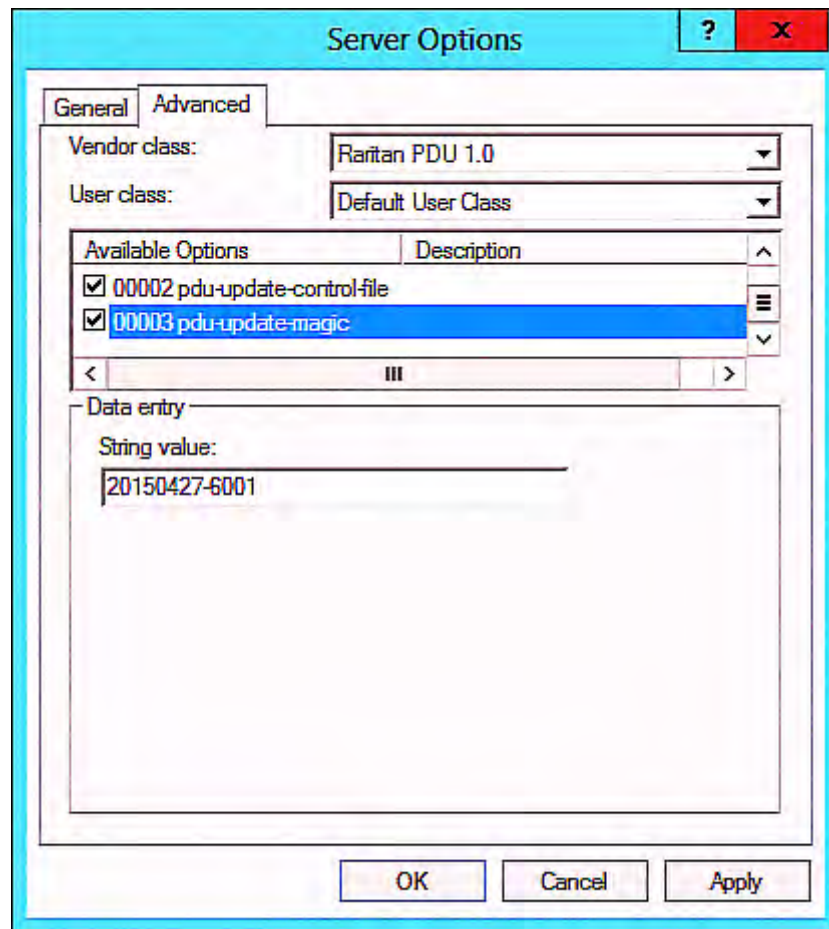 Server Options
? x
General Advanced
Vendor class: Raritan PDU 1.0
User class: Default User Class
Available Options Description
00002 pdu-update-control-file
00003 pdu-update-magic
Data entry
String value:
20150427-6001
OK Cancel Apply